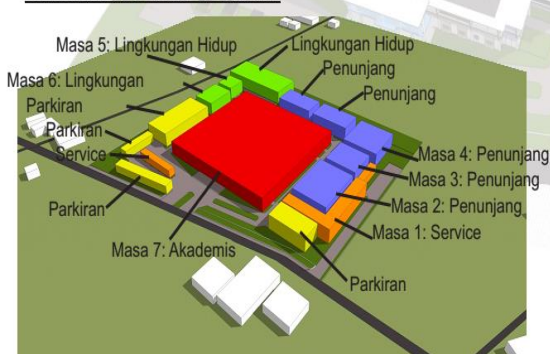 Masa 5: Lingkungan Hidup
Lingkungan Hidup
Penunjang
Masa 6: Lingkungan
Penunjang
Parkiran
Parkiran
Service
Masa 4: Penunjang
Masa 3: Penunjang
Parkiran
Masa 2: Penunjang
Masa 1: Service
Masa 7: Akademis
Parkiran